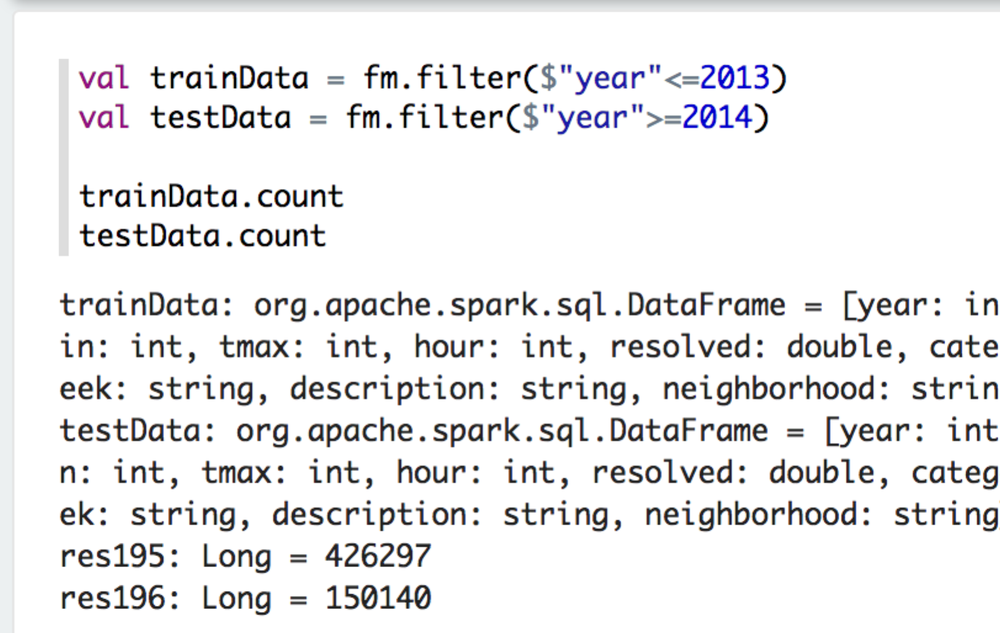 val trainData = fm.filter($"year"<=2013)
val testData = fm.filter($"year">=2014)
trainData.count
testData.count
trainData: org.apache.spark.sql.DataFrame = [year: in
in: int, tmax: int, hour: int, resolved: double, cate
eek: string, description: string, neighborhood: strin
testData: org.apache.spark.sql.DataFrame = [year: int
n: int, tmax: int, hour: int, resolved: double, categ
ek: string, description: string, neighborhood: string
res195: Long = 426297
res196: Long = 150140